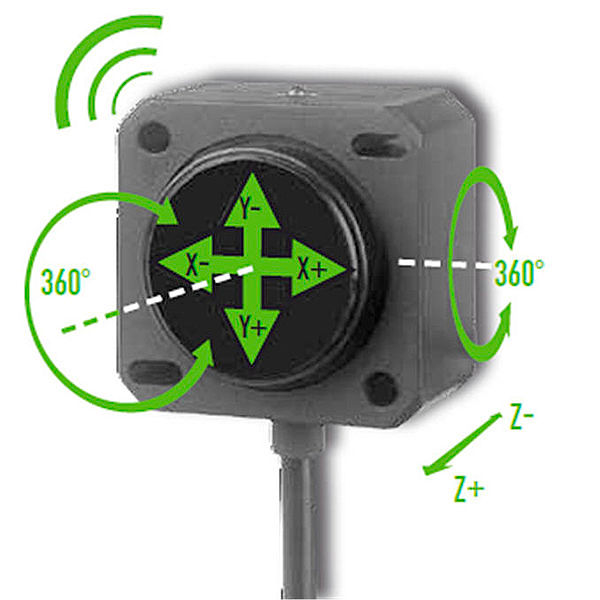 Y-
X- X+
Y+
360°
360°
Z-
Z+